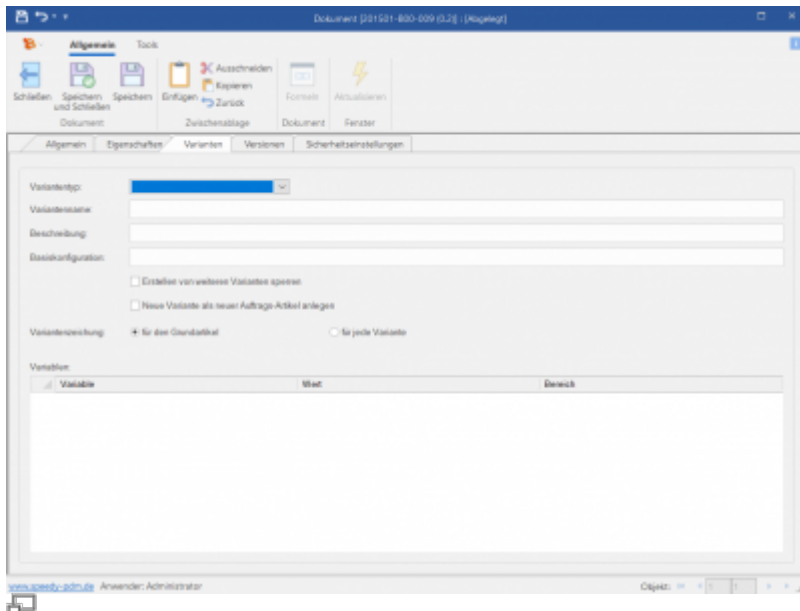 Dokument [201501-B00-009 (0.2)] : [Abgelegt]
Allgemein Tools
Schließen Speichern und Schließen Speichern Einfügen Ausschneiden Kopieren Zurück Formeln Aktualisieren
Dokument Zwischenablage Dokument Fenster
Allgemein Eigenschaften Varianten Versionen Sicherheitseinstellungen
Variantentyp:
Variantenname:
Beschreibung:
Basiskonfiguration:
Erstellen von weiteren Varianten sperren
Neue Variante als neuer Auftrags-Artikel anlegen
Variantenzeichnung: für den Grundartikel für jede Variante
Variablen:
Variable Wert Bereich
www.speedy-pdm.de Anwender: Administrator Objekt: 1 1